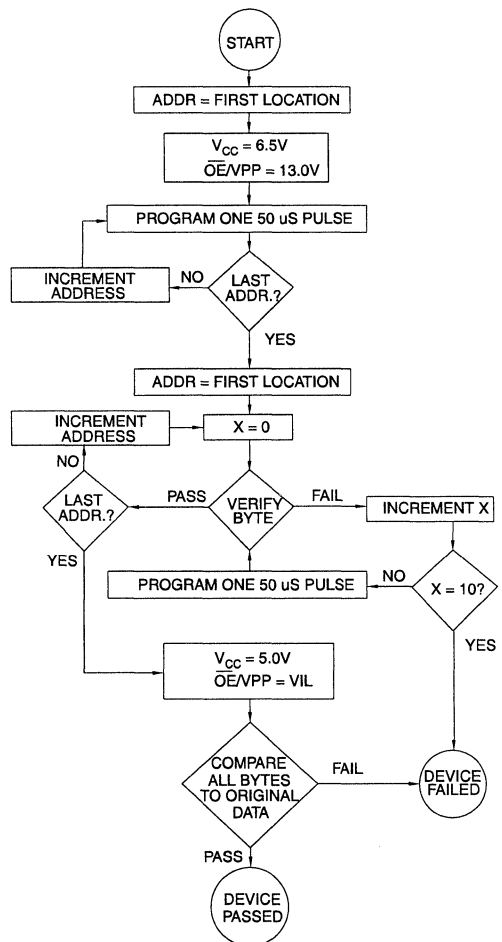 START
ADDR = FIRST LOCATION
VCC = 6.5V
OE/VPP = 13.0V
PROGRAM ONE 50 uS PULSE
INCREMENT
ADDRESS
NO
LAST
ADDR.?
YES
ADDR = FIRST LOCATION
INCREMENT
ADDRESS
X = 0
NO
LAST
ADDR.?
PASS
VERIFY
BYTE
FAIL
INCREMENT X
YES
PROGRAM ONE 50 uS PULSE
NO
X = 10?
YES
VCC = 5.0V
OE/VPP = VIL
COMPARE
ALL BYTES
TO ORIGINAL
DATA
FAIL
DEVICE
FAILED
PASS
DEVICE
PASSED